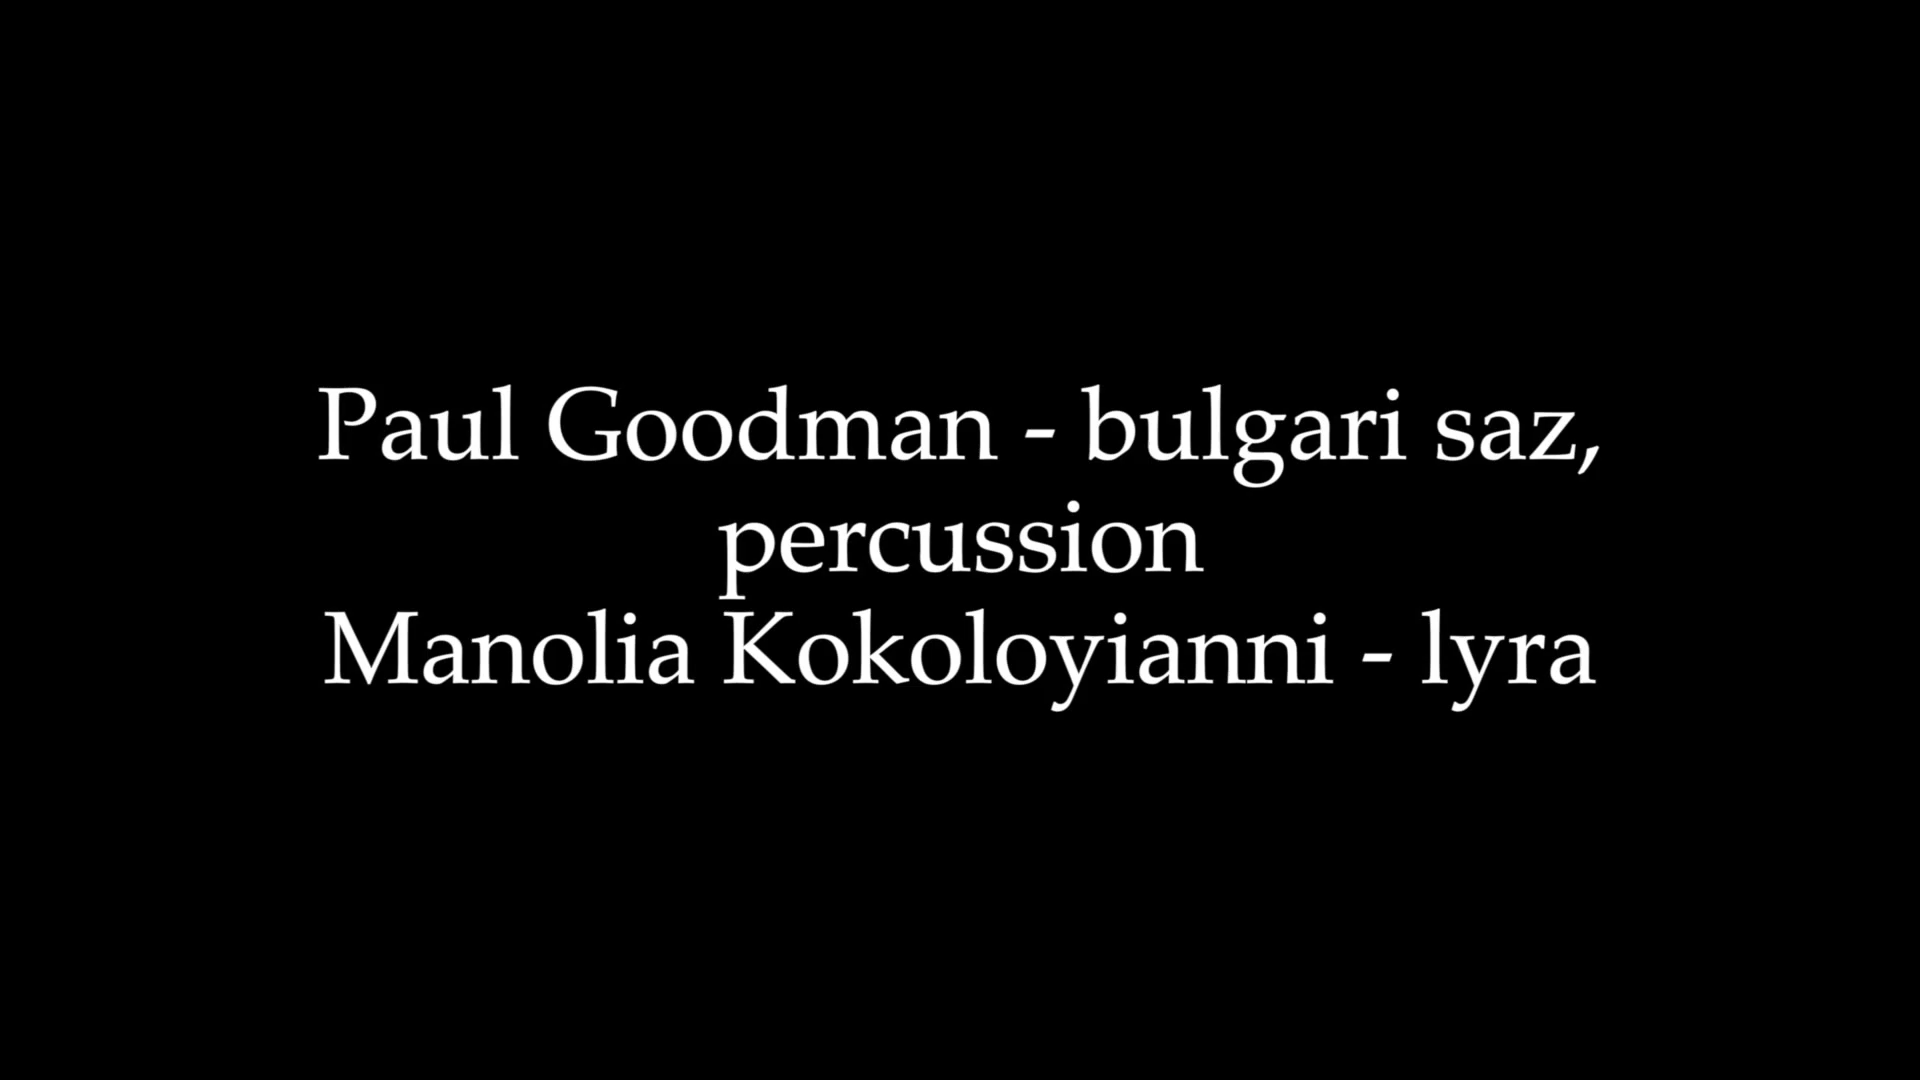 Paul Goodman - bulgari saz,
percussion
Manolia Kokoloyianni - lyra